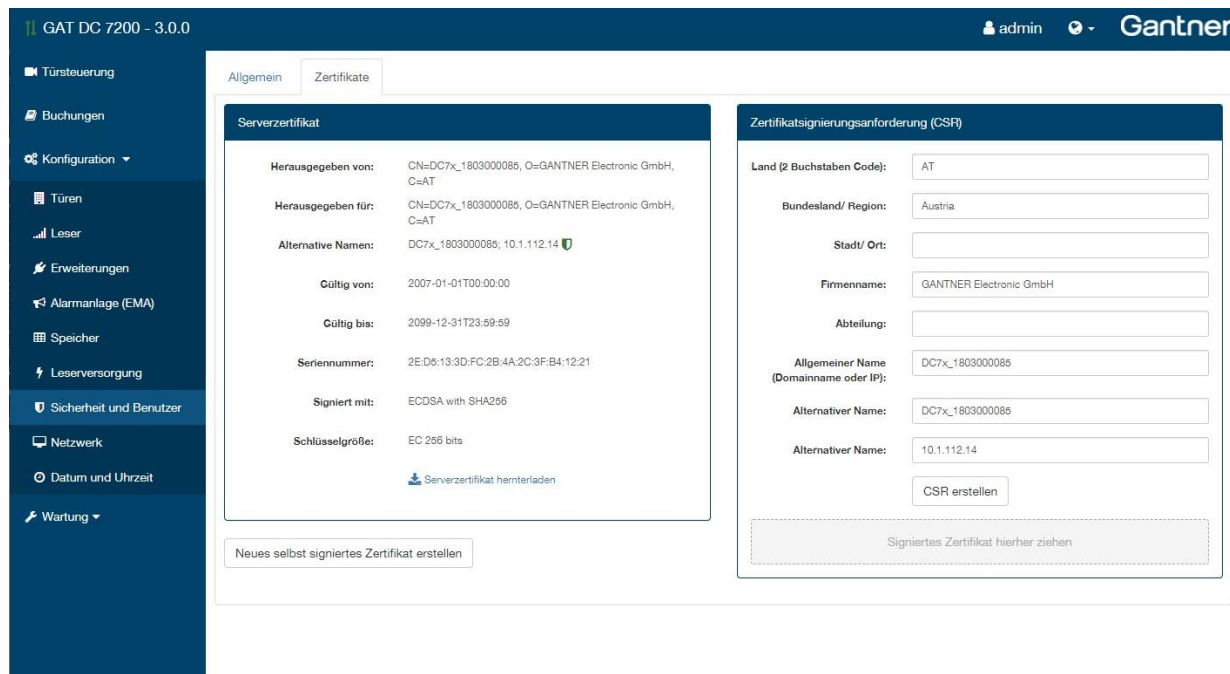 GAT DC 7200 - 3.0.0
admin
Gantner
Türsteuerung
Buchungen
Konfiguration
Türen
Leser
Erweiterungen
Alarmanlage (EMA)
Speicher
Leserversorgung
Sicherheit und Benutzer
Netzwerk
Datum und Uhrzeit
Wartung
Allgemein
Zertifikate
Serverzertifikat
Herausgegeben von: CN=DC7x_1803000085, O=GANTNER Electronic GmbH,
C=AT
Herausgegeben für: CN=DC7x_1803000085, O=GANTNER Electronic GmbH,
C=AT
Alternative Namen: DC7x_1803000085; 10.1.112.14
Gültig von: 2007-01-01T00:00:00
Gültig bis: 2099-12-31T23:59:59
Seriennummer: 2E:D5:13:3D:FC:2B:4A:2C:3F:B4:12:21
Signiert mit: ECDSA with SHA256
Schlüsselgröße: EC 256 bits
Serverzertifikat hernterladen
Neues selbst signiertes Zertifikat erstellen
Zertifikatsignierungsanforderung (CSR)
Land (2 Buchstaben Code): AT
Bundesland/ Region: Austria
Stadt/ Ort:
Firmenname: GANTNER Electronic GmbH
Abteilung:
Allgemeiner Name DC7x_1803000085
(Domainname oder IP):
Alternativer Name: DC7x_1803000085
Alternativer Name: 10.1.112.14
CSR erstellen
Signiertes Zertifikat hierher ziehen